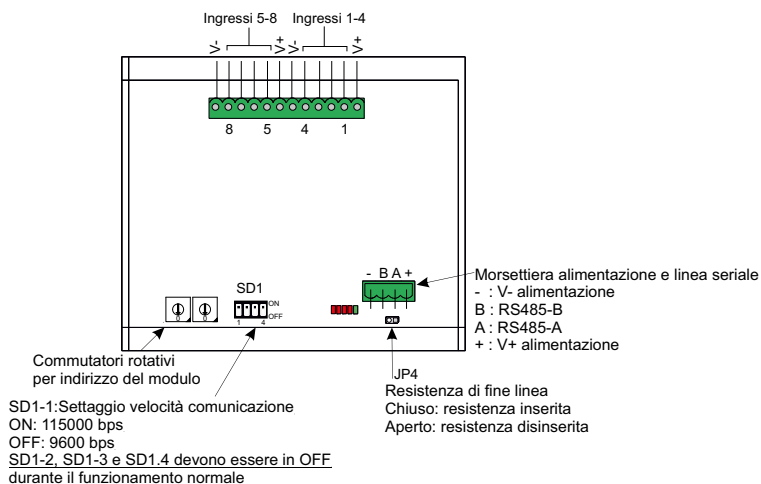 Ingressi 5-8 Ingressi 1-4
V- V+ V- V+
8 5 4 1
- B A +
SD1
ON
OFF
1 4
0 0
Morsettiera alimentazione e linea seriale
- : V- alimentazione
B : RS485-B
A : RS485-A
+ : V+ alimentazione
Commutatori rotativi
per indirizzo del modulo
JP4
Resistenza di fine linea
Chiuso: resistenza inserita
Aperto: resistenza disinserita
SD1-1:Settaggio velocità comunicazione
ON: 115000 bps
OFF: 9600 bps
SD1-2, SD1-3 e SD1.4 devono essere in OFF
durante il funzionamento normale